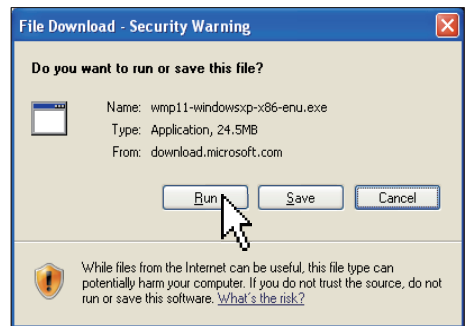 File Download - Security Warning
Do you want to run or save this file?
Name: wmp11-windowsxp-x86-enu.exe
Type: Application, 24.5MB
From: download.microsoft.com
Run Save Cancel
While files from the Internet can be useful, this file type can
potentially harm your computer. If you do not trust the source, do not
run or save this software. What's the risk?